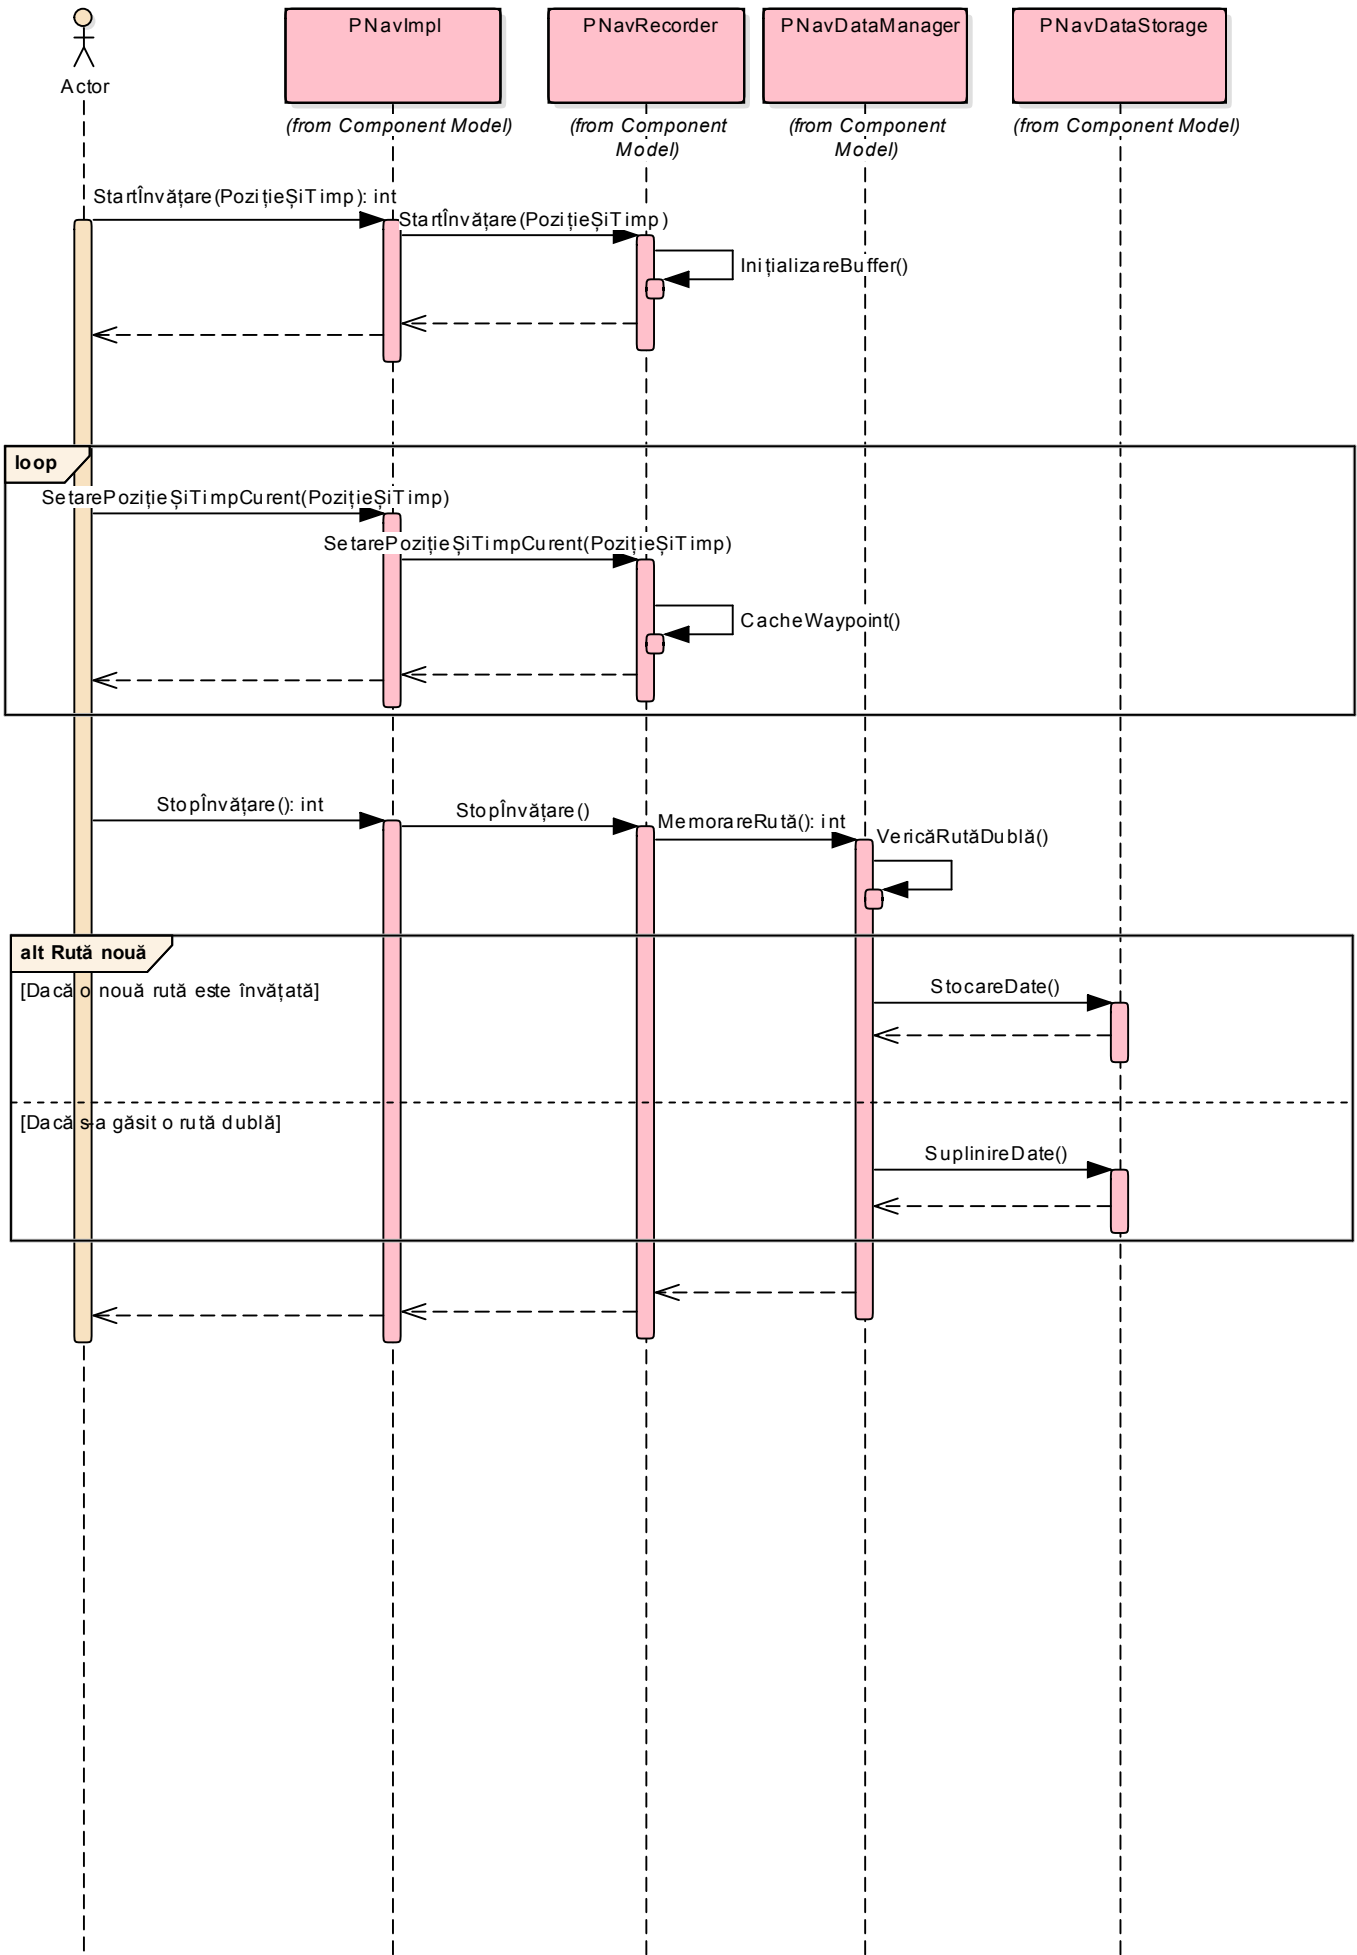 PNavImpl
PNavRecorder
PNavDataManager
PNavDataStorage
Actor
(from Component Model)
(from Component
Model)
(from Component
Model)
(from Component Model)
StartÎnvățare(PozițieȘiTimp): int
StartÎnvățare(PozițieȘiTimp)
InițializareBuffer()
loop
SetarePozițieȘiTimpCurent(PozițieȘiTimp)
SetarePozițieȘiTimpCurent(PozițieȘiTimp)
CacheWaypoint()
StopÎnvățare(): int
StopÎnvățare()
MemorareRută(): int
VericăRutăDublă()
alt Rută nouă
[Dacă o nouă rută este învățată]
StocareDate()
[Dacă s-a găsit o rută dublă]
SuplinireDate()